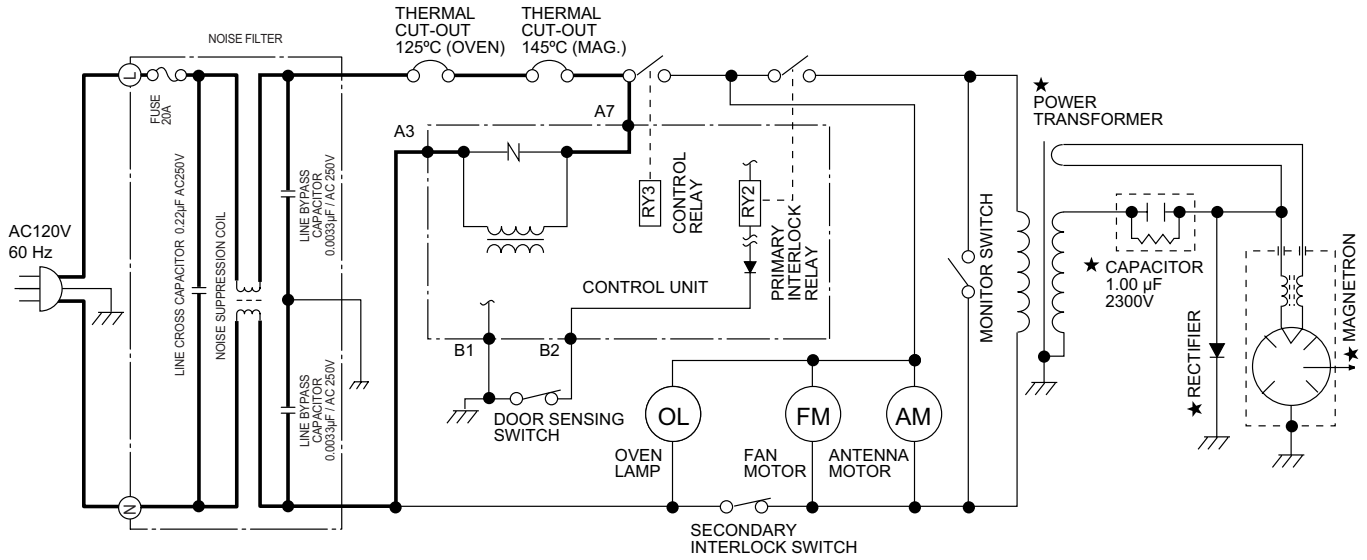 THERMAL
CUT-OUT
125ºC (OVEN)
THERMAL
CUT-OUT
145ºC (MAG.)
NOISE FILTER
L
FUSE
20A
A7
A3
★
POWER
TRANSFORMER
LINE BYPASS
CAPACITOR
0.0033µF / AC 250V
RY3
CONTROL
RELAY
RY2
PRIMARY
INTERLOCK
RELAY
AC120V
60 Hz
LINE CROSS CAPACITOR 0.22µF AC250V
NOISE SUPPRESSION COIL
CONTROL UNIT
MONITOR SWITCH
★ CAPACITOR
1.00 µF
2300V
★ MAGNETRON
B1
B2
★ RECTIFIER
LINE BYPASS
CAPACITOR
0.0033µF / AC 250V
DOOR SENSING
SWITCH
OL
FM
AM
OVEN
LAMP
FAN
MOTOR
ANTENNA
MOTOR
N
SECONDARY
INTERLOCK SWITCH